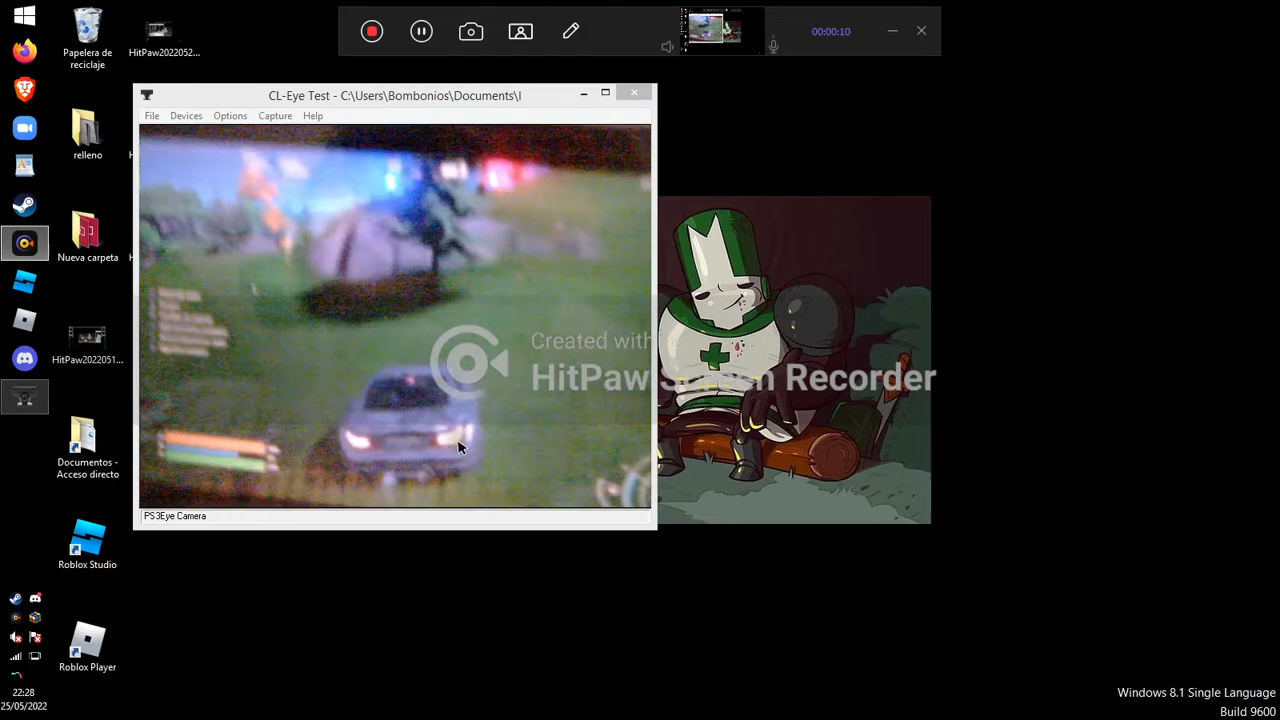 00:00:10
Papelera de
reciclaje
HitPaw2022052...
relleno
H
Nueva carpeta
H
HitPaw2022051...
Documentos -
Acceso directo
Roblox Studio
Roblox Player
CL-Eye Test - C:\Users\Bombonios\Documents\I
File Devices Options Capture Help
Created with
HitPaw Screen Recorder
PS3Eye Camera
22:28
25/05/2022
Windows 8.1 Single Language
Build 9600